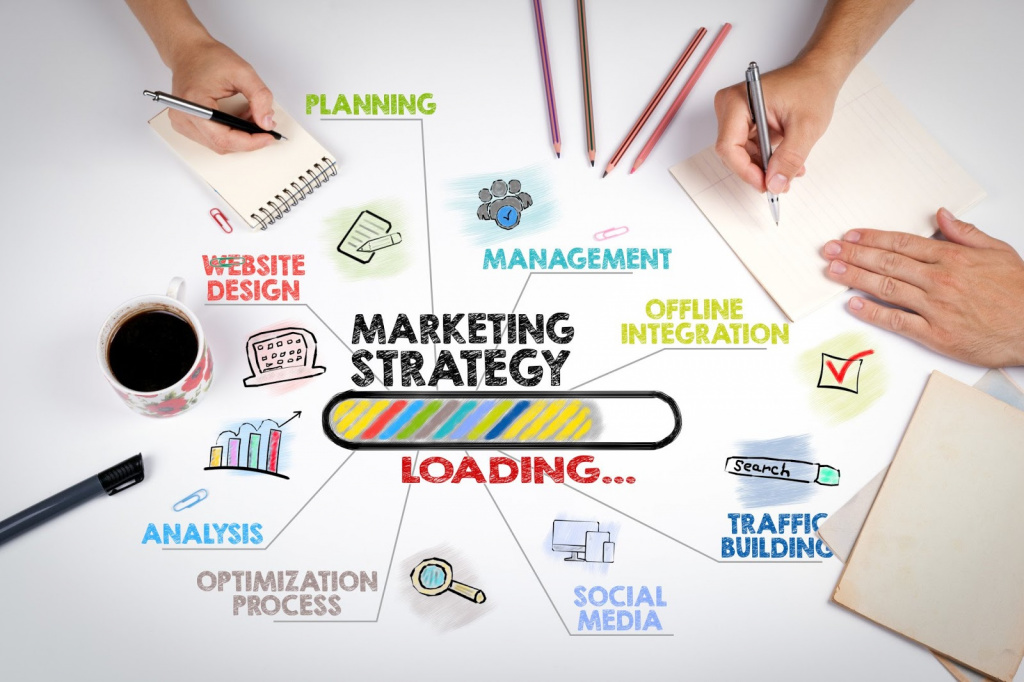 PLANNING
MANAGEMENT
WEBSITE
DESIGN
OFFLINE
INTEGRATION
MARKETING
STRATEGY
LOADING...
Search
ANALYSIS
TRAFFIC
BUILDING
OPTIMIZATION
PROCESS
SOCIAL
MEDIA